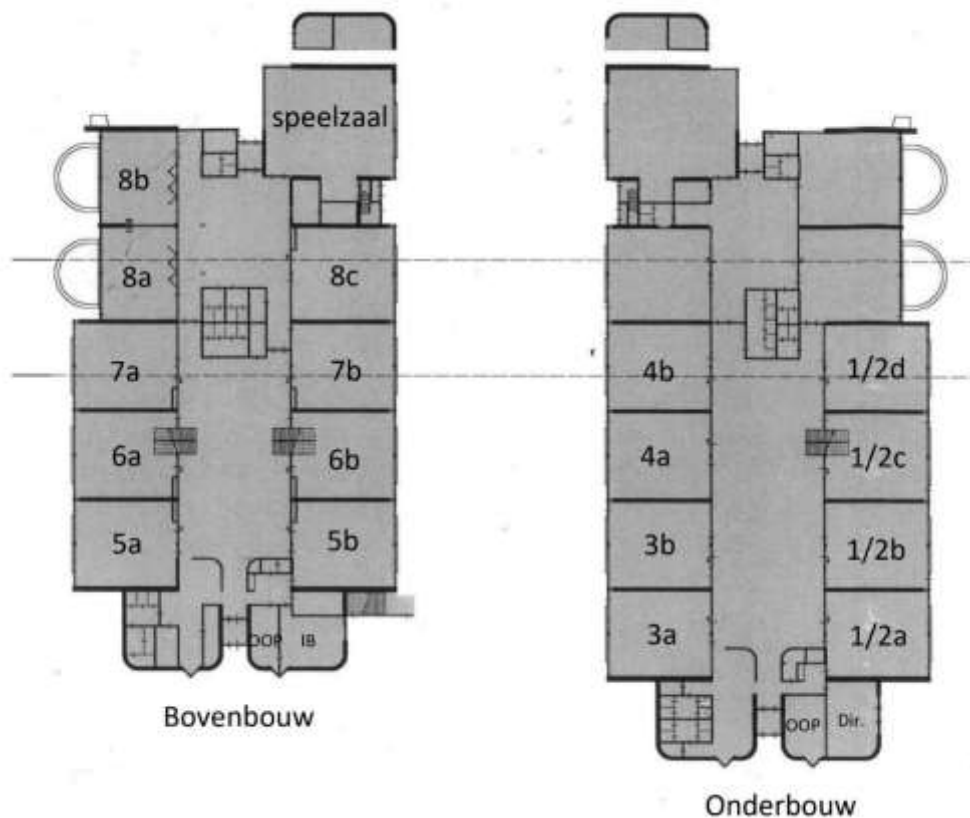 speelzaal
8b
8a
8c
7a
7b
6a
6b
5a
5b
OOP
IB
Bovenbouw
4b
1/2d
4a
1/2c
3b
1/2b
3a
1/2a
OOP
Dir.
Onderbouw